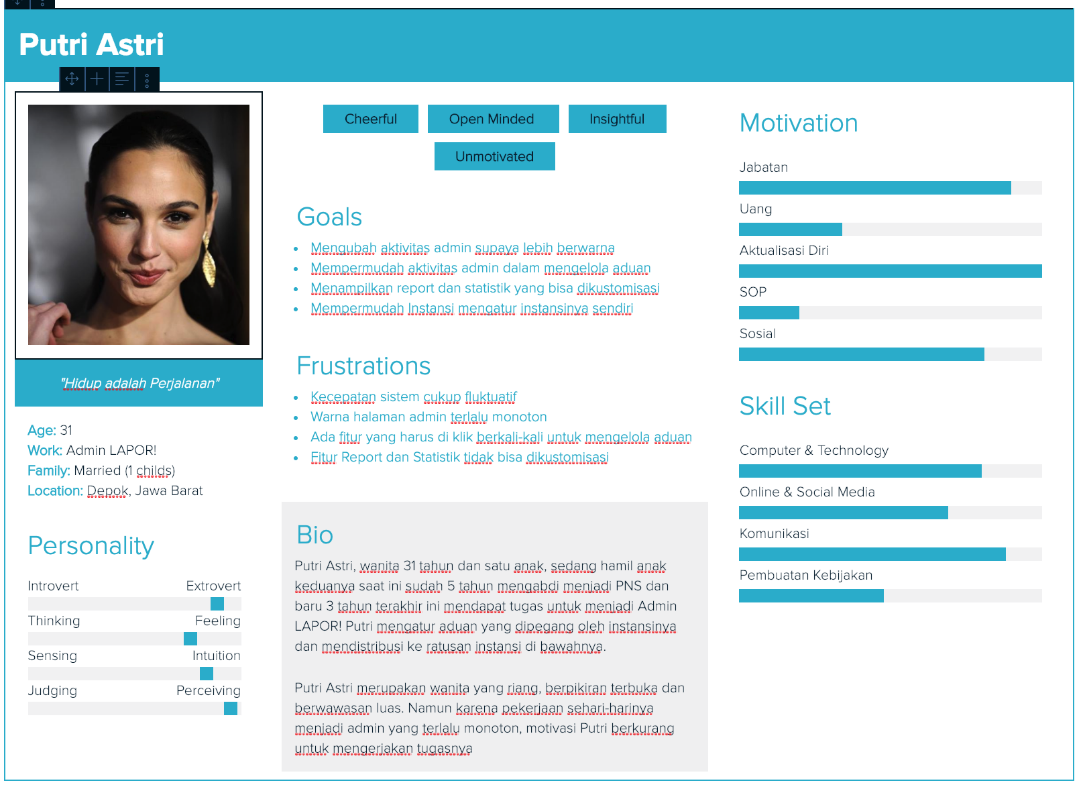 Putri Astri
Cheerful
Open Minded
Insightful
Unmotivated
"Hidup adalah Perjalanan"
Age: 31
Work: Admin LAPOR!
Family: Married (1 childs)
Location: Depok, Jawa Barat
Personality
Introvert Extrovert
Thinking Feeling
Sensing Intuition
Judging Perceiving
Goals
• Mengubah aktivitas admin supaya lebih berwarna
• Mempermudah aktivitas admin dalam mengelola aduan
• Menampilkan report dan statistik yang bisa dikustomisasi
• Mempermudah Instansi mengatur instansinya sendiri
Frustrations
• Kecepatan sistem cukup fluktuatif
• Warna halaman admin terlalu monoton
• Ada fitur yang harus di klik berkali-kali untuk mengelola aduan
• Fitur Report dan Statistik tidak bisa dikustomisasi
Bio
Putri Astri, wanita 31 tahun dan satu anak, sedang hamil anak
keduanya saat ini sudah 5 tahun mengabdi menjadi PNS dan
baru 3 tahun terakhir ini mendapat tugas untuk menjadi Admin
LAPOR! Putri mengatur aduan yang dipegang oleh instansinya
dan mendistribusi ke ratusan instansi di bawahnya.
Putri Astri merupakan wanita yang riang, berpikiran terbuka dan
berwawasan luas. Namun karena pekerjaan sehari-harinya
menjadi admin yang terlalu monoton, motivasi Putri berkurang
untuk mengerjakan tugasnya
Motivation
Jabatan
Uang
Aktualisasi Diri
SOP
Sosial
Skill Set
Computer & Technology
Online & Social Media
Komunikasi
Pembuatan Kebijakan